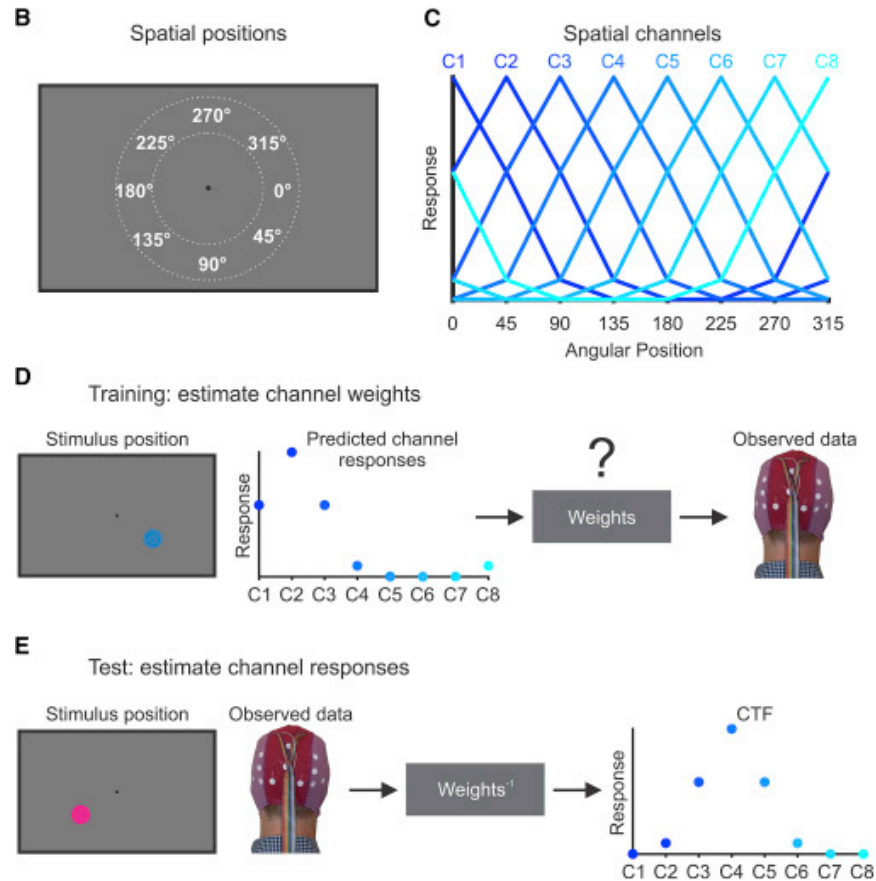 B
Spatial positions
270°
225° 315°
180° 0°
135° 45°
90°
C
Spatial channels
C1 C2 C3 C4 C5 C6 C7 C8
Response
0 45 90 135 180 225 270 315
Angular Position
D
Training: estimate channel weights
Stimulus position
Predicted channel
responses
Response
C1 C2 C3 C4 C5 C6 C7 C8
?
Weights
Observed data
E
Test: estimate channel responses
Stimulus position
Observed data
Weights⁻¹
CTF
Response
C1 C2 C3 C4 C5 C6 C7 C8